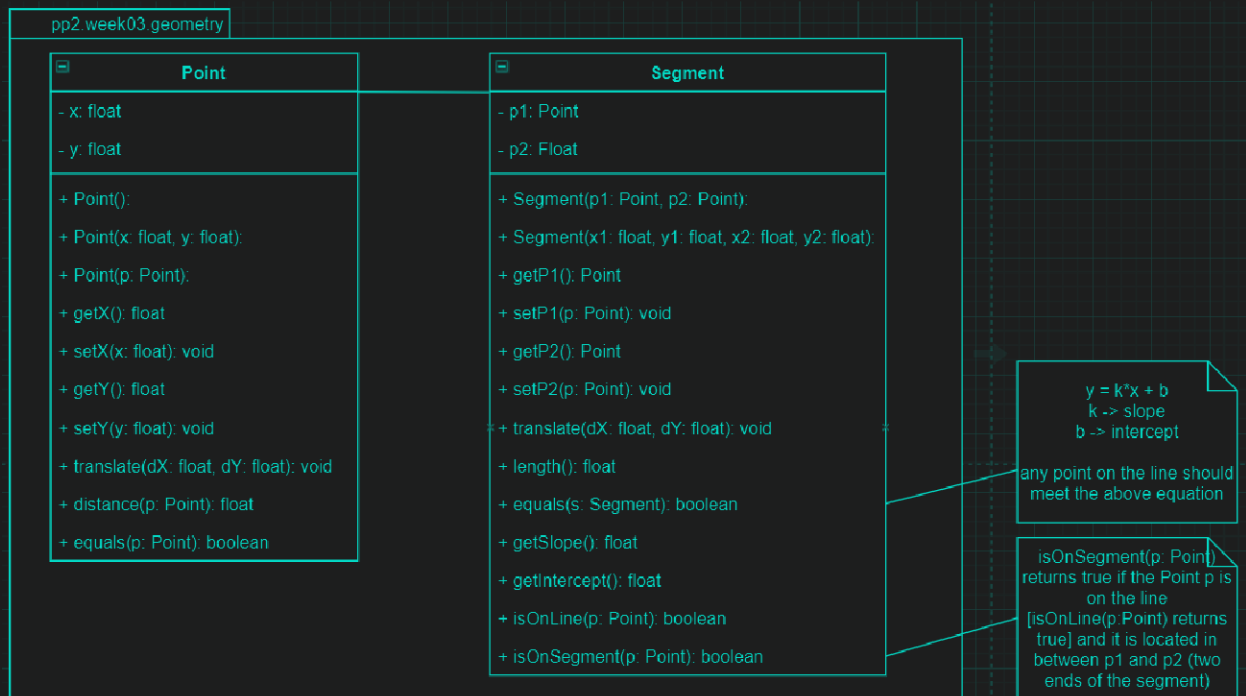 pp2.week03.geometry
Point
- x: float
- y: float
+ Point():
+ Point(x: float, y: float):
+ Point(p: Point):
+ getX(): float
+ setX(x: float): void
+ getY(): float
+ setY(y: float): void
+ translate(dX: float, dY: float): void
+ distance(p: Point): float
+ equals(p: Point): boolean
Segment
- p1: Point
- p2: Float
+ Segment(p1: Point, p2: Point):
+ Segment(x1: float, y1: float, x2: float, y2: float):
+ getP1(): Point
+ setP1(p: Point): void
+ getP2(): Point
+ setP2(p: Point): void
+ translate(dX: float, dY: float): void
+ length(): float
+ equals(s: Segment): boolean
+ getSlope(): float
+ getIntercept(): float
+ isOnLine(p: Point): boolean
+ isOnSegment(p: Point): boolean
y = k*x + b
k -> slope
b -> intercept
any point on the line should
meet the above equation
isOnSegment(p: Point)
returns true if the Point p is
on the line
[isOnLine(p:Point) returns
true] and it is located in
between p1 and p2 (two
ends of the segment)